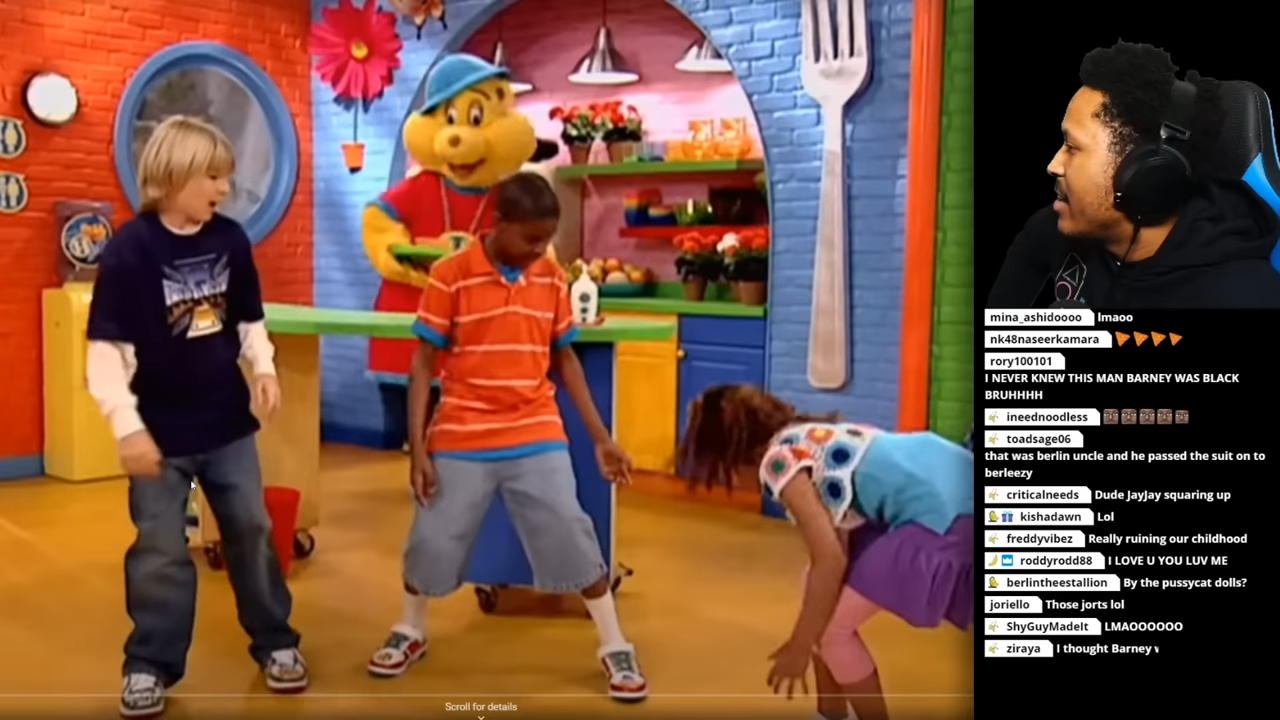 mina_ashidoooo lmaoo
nk48naseerkamara
rory100101
I NEVER KNEW THIS MAN BARNEY WAS BLACK
BRUHHHH
ineednoodless
toadsage06
that was berlin uncle and he passed the suit on to
berleezy
criticalneeds Dude JayJay squaring up
kishadawn Lol
freddyvibez Really ruining our childhood
roddyrodd88 I LOVE U YOU LUV ME
berlintheestallion By the pussycat dolls?
joriello Those jorts lol
ShyGuyMadeIt LMAOOOOOO
ziraya I thought Barney
Scroll for details